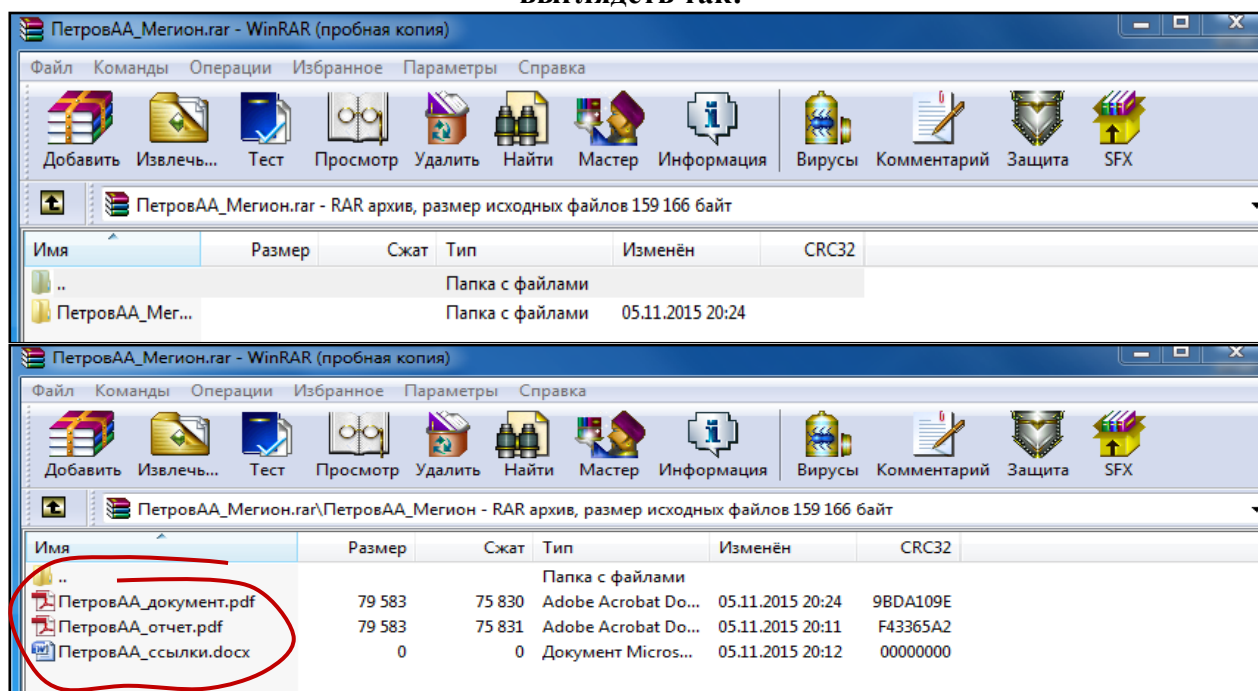 выглядеть так:
ПетровАА_Мегион.rar - WinRAR (пробная копия)
Файл Команды Операции Избранное Параметры Справка
Добавить Извлечь... Тест Просмотр Удалить Найти Мастер Информация Вирусы Комментарий Защита SFX
ПетровАА_Мегион.rar - RAR архив, размер исходных файлов 159 166 байт
Имя Размер Сжат Тип Изменён CRC32
.. Папка с файлами
ПетровАА_Мег... Папка с файлами 05.11.2015 20:24
ПетровАА_Мегион.rar - WinRAR (пробная копия)
Файл Команды Операции Избранное Параметры Справка
Добавить Извлечь... Тест Просмотр Удалить Найти Мастер Информация Вирусы Комментарий Защита SFX
ПетровАА_Мегион.rar\ПетровАА_Мегион - RAR архив, размер исходных файлов 159 166 байт
Имя Размер Сжат Тип Изменён CRC32
.. Папка с файлами
ПетровАА_документ.pdf 79 583 75 830 Adobe Acrobat Do... 05.11.2015 20:24 9BDA109E
ПетровАА_отчет.pdf 79 583 75 831 Adobe Acrobat Do... 05.11.2015 20:11 F43365A2
ПетровАА_ссылки.docx 0 0 Документ Micros... 05.11.2015 20:12 00000000